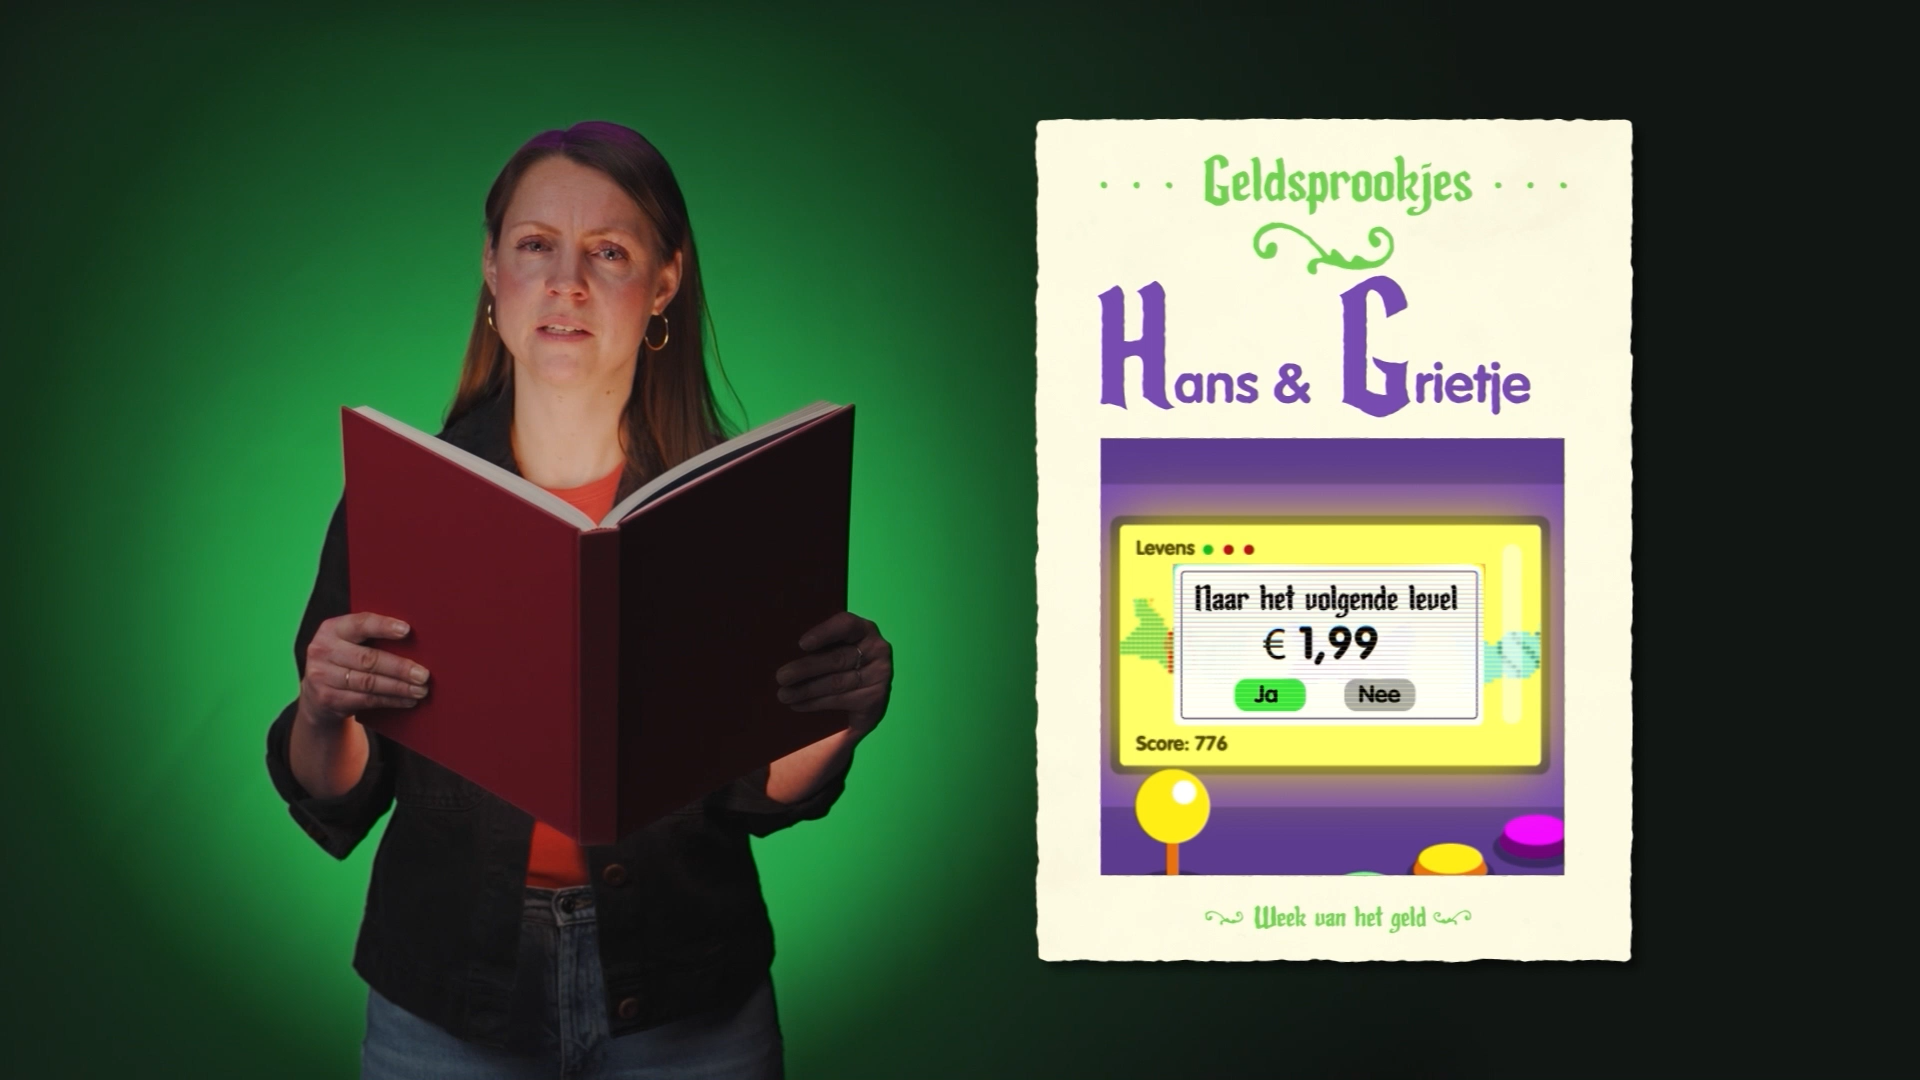 Geldsprookjes
Hans & Grietje
Levens
Naar het volgende level
€ 1,99
Ja Nee
Score: 776
Week van het geld